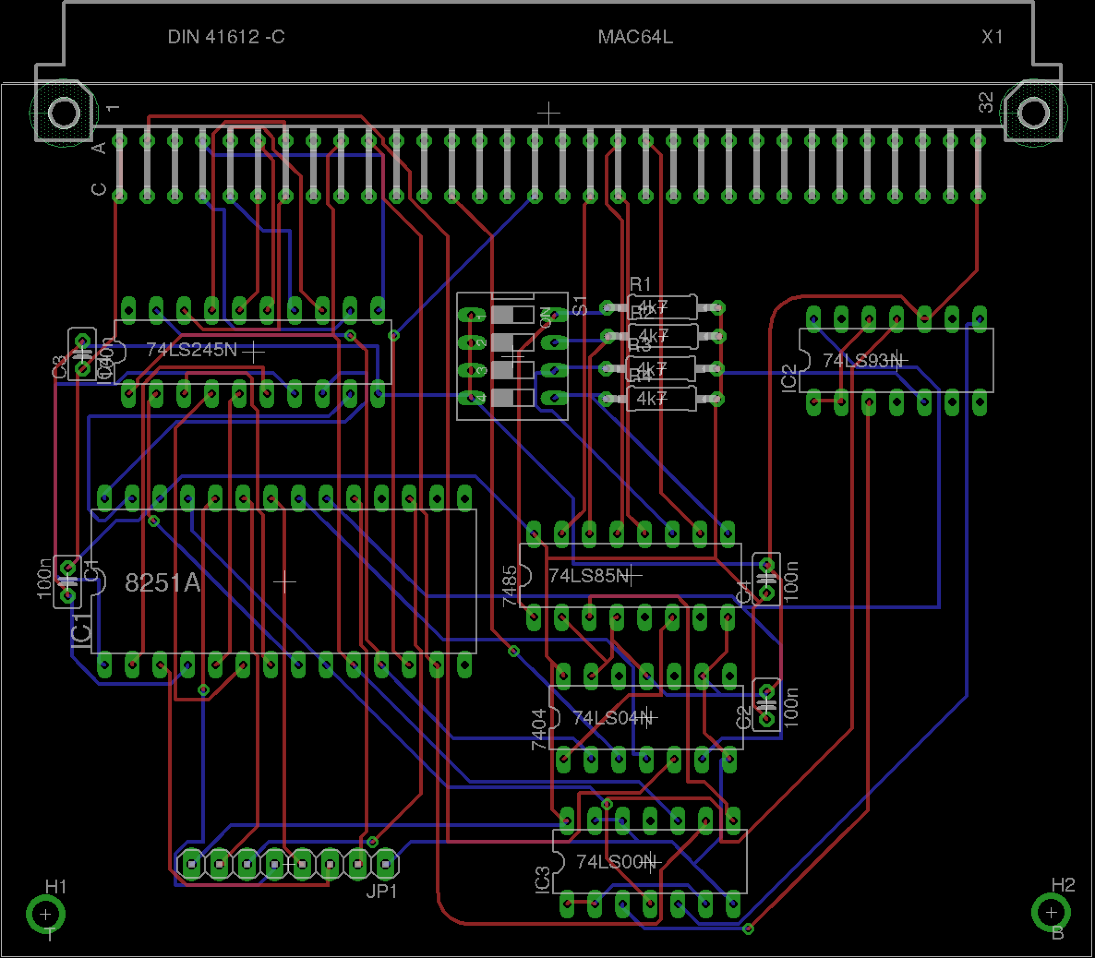 DIN 41612 -C
MAC64L
X1
1
32
A
C
R1
4k7
R2
4k7
R3
4k7
R4
4k7
S1
ON
1
2
3
4
74LS245N
C3
100n
74LS93N
IC2
100n
C1
8251A
IC1
7485
74LS85N
C4
100n
7404
74LS04N
C2
100n
IC3
74LS00N
JP1
H1
T
H2
B